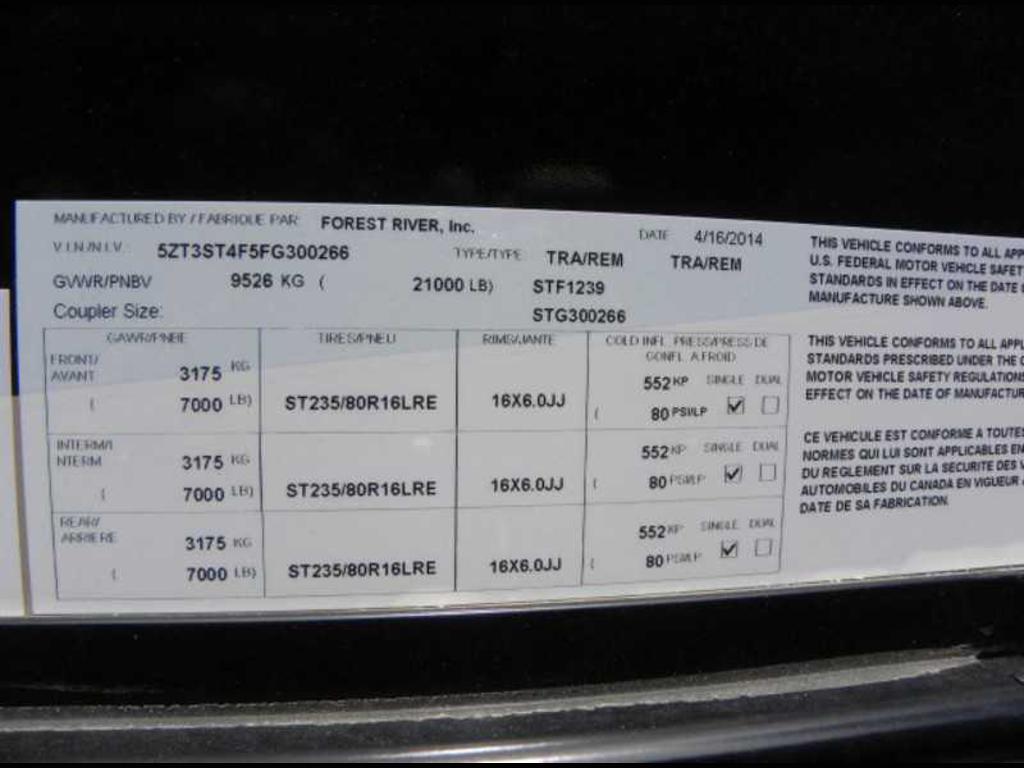 MANUFACTURED BY / FABRIQUE PAR: FOREST RIVER, Inc.
DATE 4/16/2014
V.I.N./N.I.V.: 5ZT3ST4F5FG300266 TYPE/TYPE TRA/REM TRA/REM
GVWR/PNBV 9526 KG ( 21000 LB) STF1239
Coupler Size: STG300266
GAWR/PNBE TIRES/PNEU RIMS/JANTE COLD INFL. PRESS/PRESS DE
GONFL. A FROID
FRONT/
AVANT 3175 KG 552 KP SINGLE DUAL
( 7000 LB) ST235/80R16LRE 16X6.0JJ ( 80 PSI/LP
INTERM/I
NTERM 3175 KG 552 KP SINGLE DUAL
( 7000 LB) ST235/80R16LRE 16X6.0JJ ( 80 PSI/LP
REAR/
ARRIERE 3175 KG 552 KP SINGLE DUAL
( 7000 LB) ST235/80R16LRE 16X6.0JJ ( 80 PSI/LP
THIS VEHICLE CONFORMS TO ALL APP
U.S. FEDERAL MOTOR VEHICLE SAFET
STANDARDS IN EFFECT ON THE DATE O
MANUFACTURE SHOWN ABOVE.
THIS VEHICLE CONFORMS TO ALL APPL
STANDARDS PRESCRIBED UNDER THE C
MOTOR VEHICLE SAFETY REGULATIONS
EFFECT ON THE DATE OF MANUFACTUR
CE VEHICULE EST CONFORME A TOUTES
NORMES QUI LUI SONT APPLICABLES EN
DU REGLEMENT SUR LA SECURITE DES V
AUTOMOBILES DU CANADA EN VIGUEUR A
DATE DE SA FABRICATION.